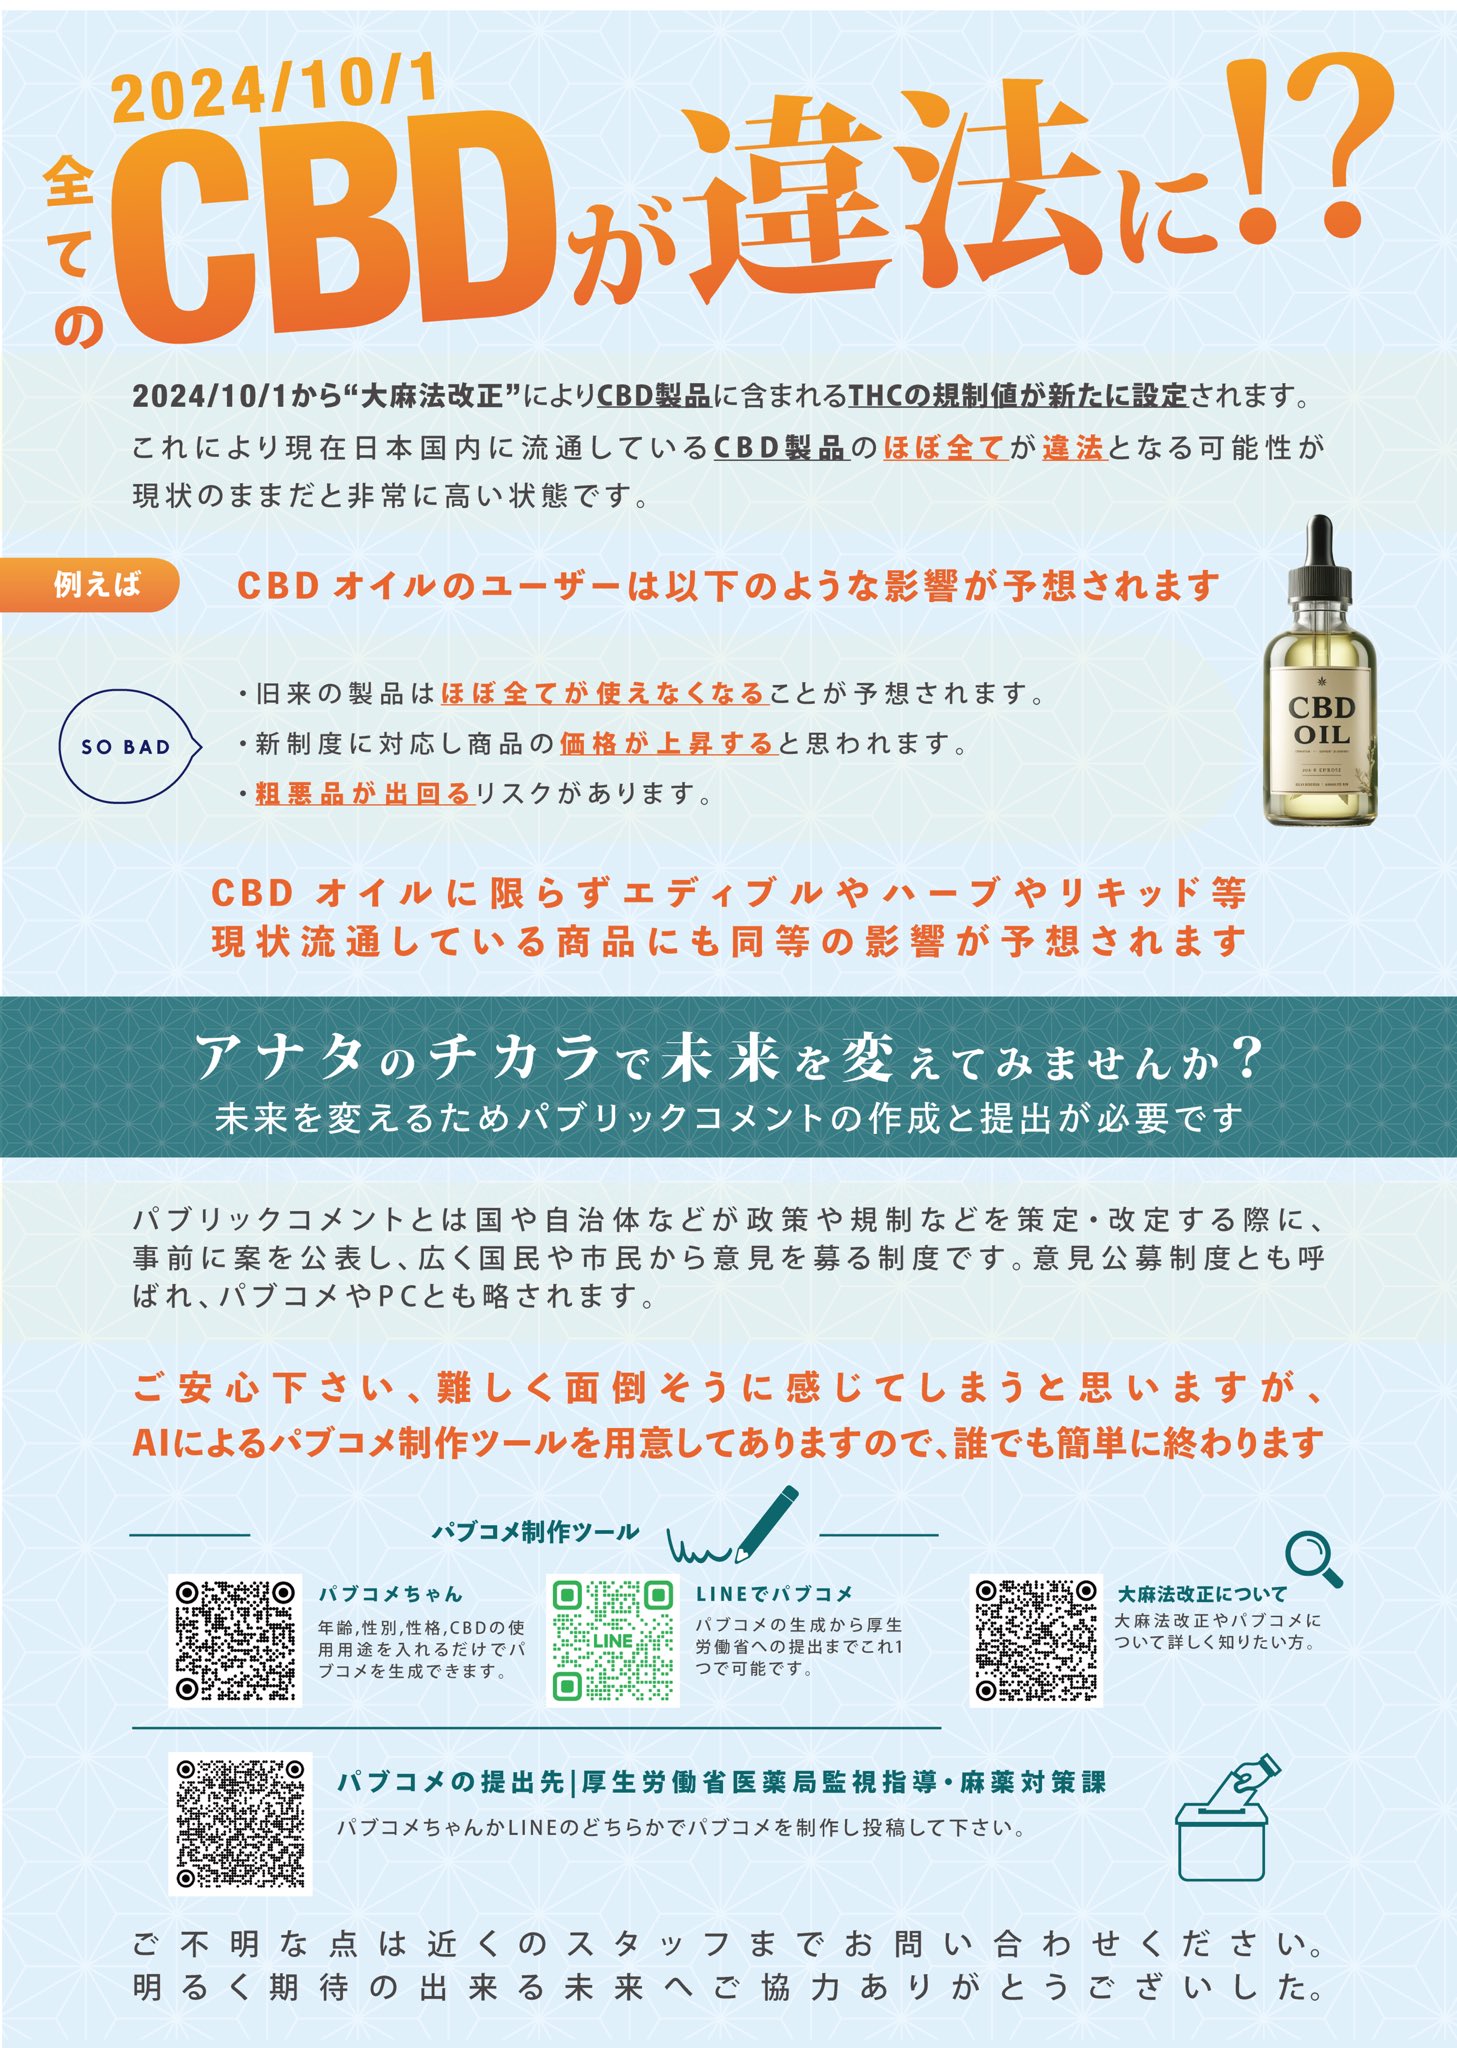 2024/10/1
全ての
CBDが違法に!?
2024/10/1から“大麻法改正”によりCBD製品に含まれるTHCの規制値が新たに設定されます。
これにより現在日本国内に流通しているCBD製品のほぼ全てが違法となる可能性が
現状のままだと非常に高い状態です。
例えば
CBD オイルのユーザーは以下のような影響が予想されます
SO BAD
・旧来の製品はほぼ全てが使えなくなることが予想されます。
・新制度に対応し商品の価格が上昇すると思われます。
・粗悪品が出回るリスクがあります。
CBD
OIL
CBD オイルに限らずエディブルやハーブやリキッド等
現状流通している商品にも同等の影響が予想されます
アナタのチカラで未来を変えてみませんか？
未来を変えるためパブリックコメントの作成と提出が必要です
パブリックコメントとは国や自治体などが政策や規制などを策定・改定する際に、
事前に案を公表し、広く国民や市民から意見を募る制度です。意見公募制度とも呼
ばれ、パブコメやPCとも略されます。
ご安心下さい、難しく面倒そうに感じてしまうと思いますが、
AIによるパブコメ制作ツールを用意してありますので、誰でも簡単に終わります
パブコメ制作ツール
パブコメちゃん
年齢,性別,性格,CBDの使
用用途を入れるだけでパ
ブコメを生成できます。
LINE
LINEでパブコメ
パブコメの生成から厚生
労働省への提出までこれ1
つで可能です。
大麻法改正について
大麻法改正やパブコメに
ついて詳しく知りたい方。
パブコメの提出先|厚生労働省医薬局監視指導・麻薬対策課
パブコメちゃんかLINEのどちらかでパブコメを制作し投稿して下さい。
ご不明な点は近くのスタッフまでお問い合わせください。
明るく期待の出来る未来へご協力ありがとうございした。